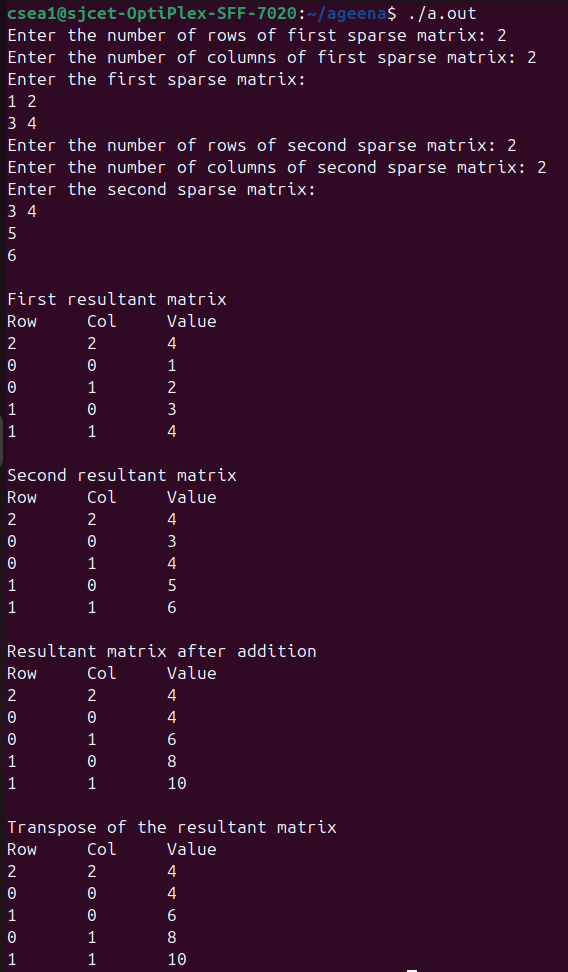 csea1@sjcet-OptiPlex-SFF-7020:~/ageena$ ./a.out
Enter the number of rows of first sparse matrix: 2
Enter the number of columns of first sparse matrix: 2
Enter the first sparse matrix:
1 2
3 4
Enter the number of rows of second sparse matrix: 2
Enter the number of columns of second sparse matrix: 2
Enter the second sparse matrix:
3 4
5
6
First resultant matrix
Row Col Value
2 2 4
0 0 1
0 1 2
1 0 3
1 1 4
Second resultant matrix
Row Col Value
2 2 4
0 0 3
0 1 4
1 0 5
1 1 6
Resultant matrix after addition
Row Col Value
2 2 4
0 0 4
0 1 6
1 0 8
1 1 10
Transpose of the resultant matrix
Row Col Value
2 2 4
0 0 4
1 0 6
0 1 8
1 1 10